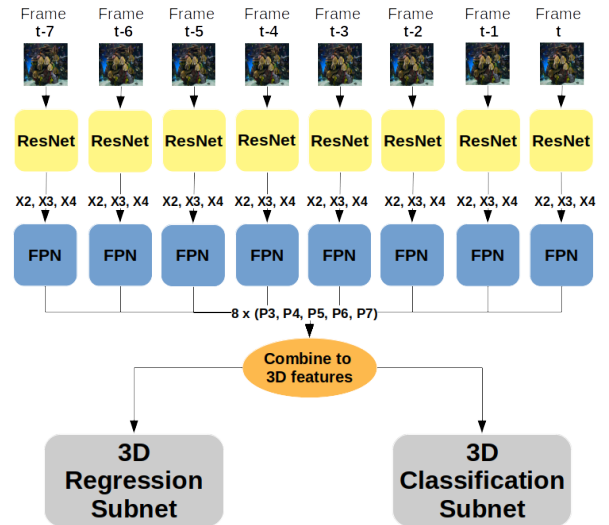 Frame Frame Frame Frame Frame Frame Frame Frame
t-7 t-6 t-5 t-4 t-3 t-2 t-1 t
ResNet ResNet ResNet ResNet ResNet ResNet ResNet ResNet
X2, X3, X4 X2, X3, X4 X2, X3, X4 X2, X3, X4 X2, X3, X4 X2, X3, X4 X2, X3, X4 X2, X3, X4
FPN FPN FPN FPN FPN FPN FPN FPN
8 x (P3, P4, P5, P6, P7)
Combine to
3D features
3D
Regression
Subnet
3D
Classification
Subnet